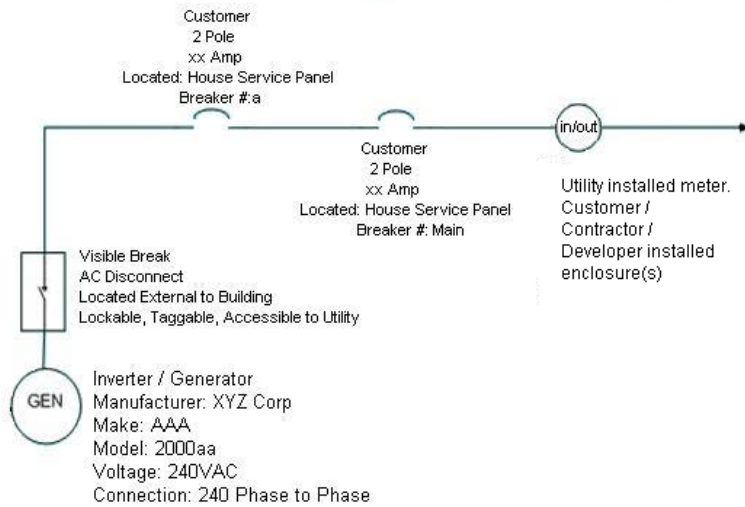 Customer
2 Pole
xx Amp
Located: House Service Panel
Breaker #:a
in/out
Customer
2 Pole
xx Amp
Located: House Service Panel
Breaker #: Main
Utility installed meter.
Customer /
Contractor /
Developer installed
enclosure(s)
Visible Break
AC Disconnect
Located External to Building
Lockable, Taggable, Accessible to Utility
GEN
Inverter / Generator
Manufacturer: XYZ Corp
Make: AAA
Model: 2000aa
Voltage: 240VAC
Connection: 240 Phase to Phase